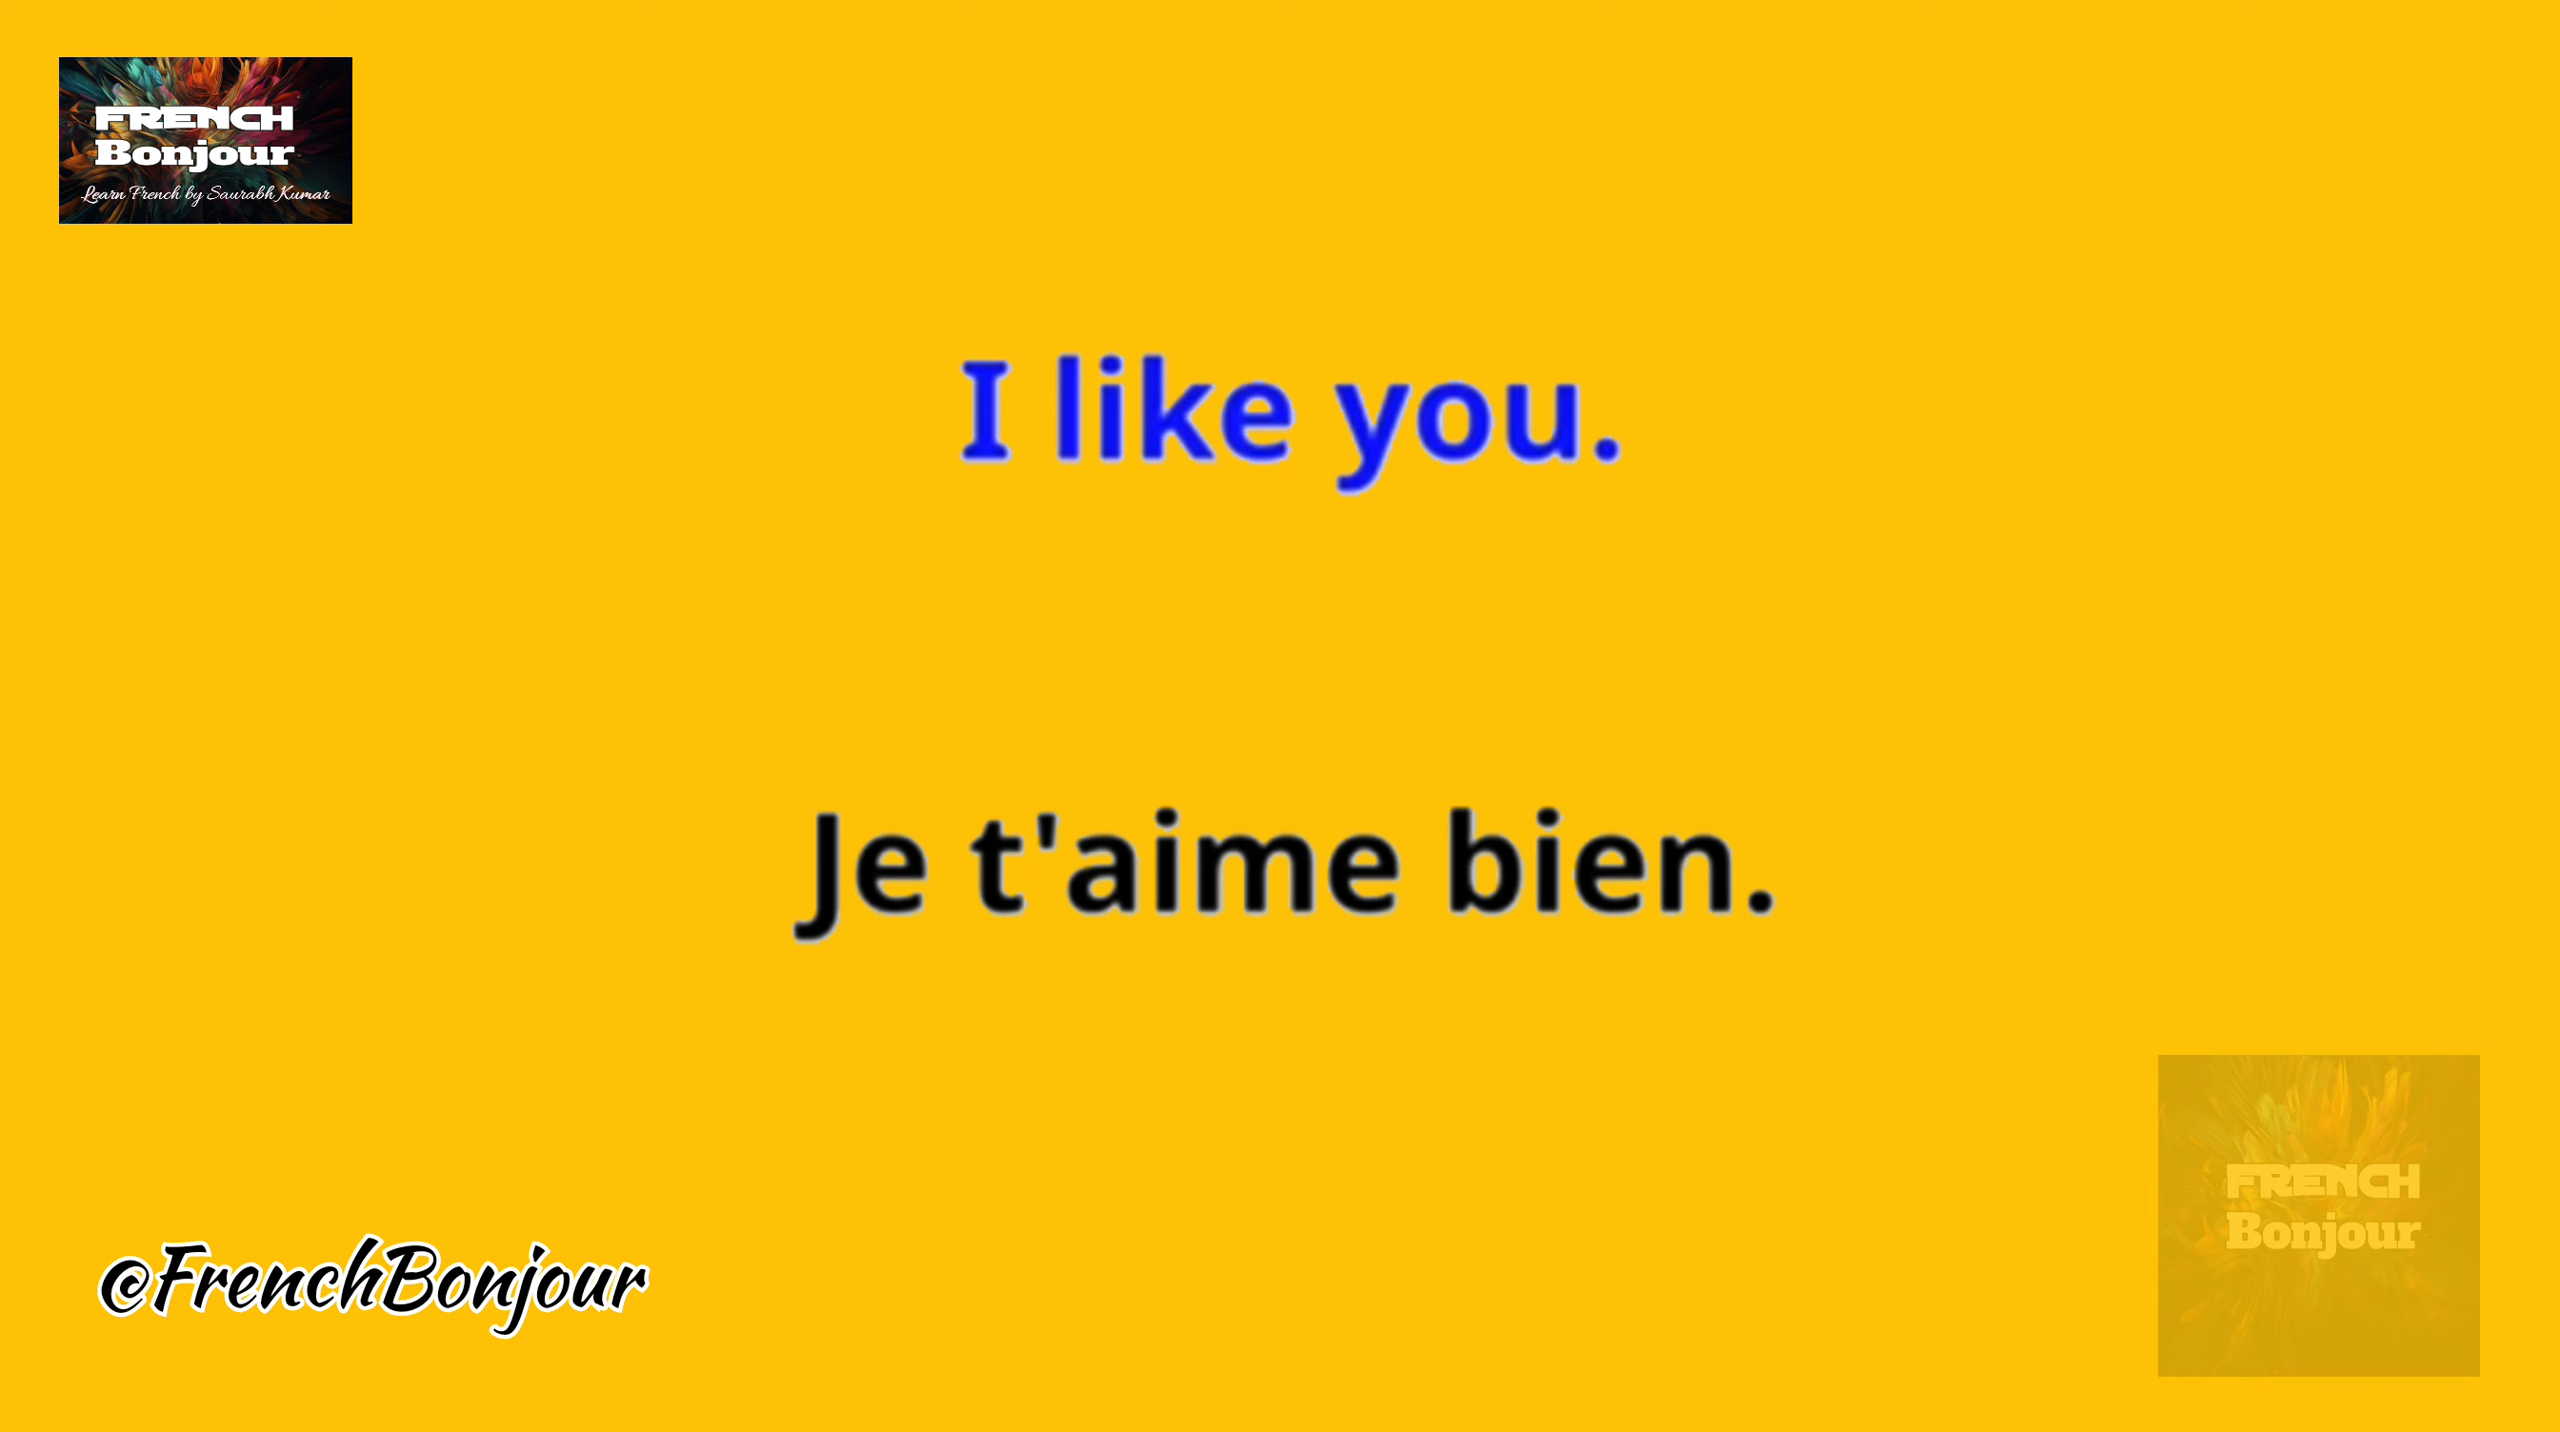 FRENCH
Bonjour
Learn French by Saurabh Kumar
I like you.
Je t'aime bien.
@FrenchBonjour
FRENCH
Bonjour